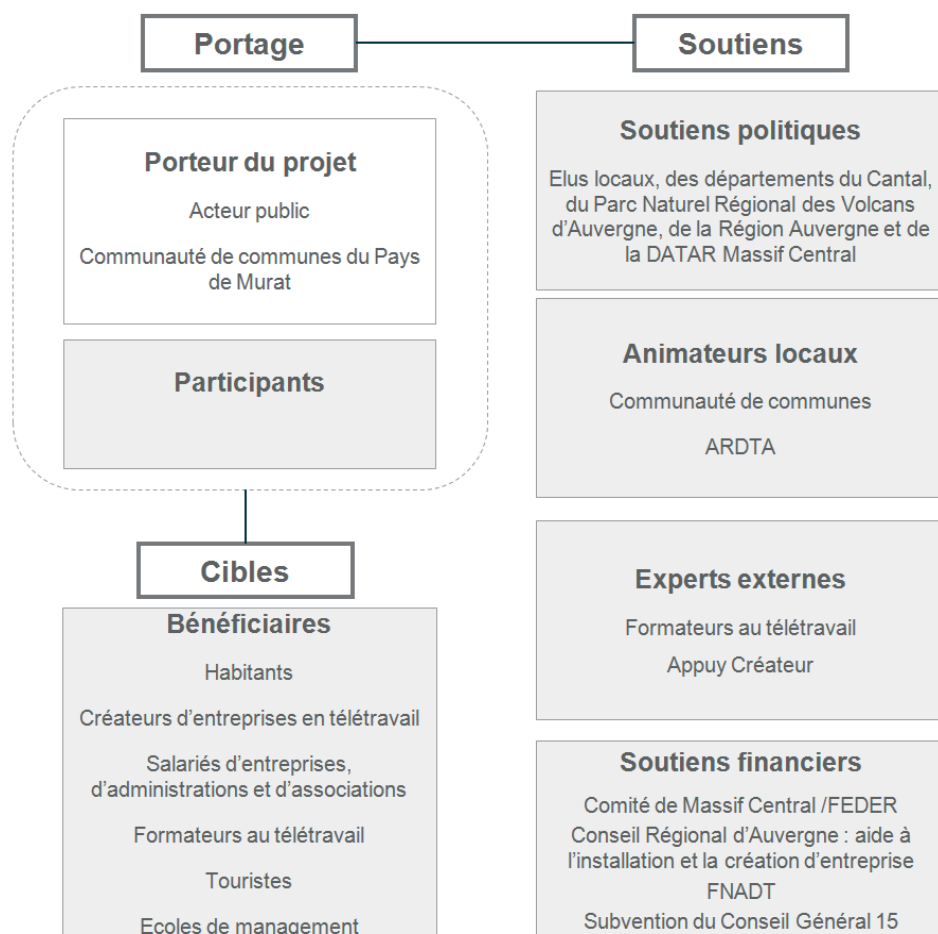 Portage
Soutiens
Porteur du projet
Acteur public
Communauté de communes du Pays
de Murat
Participants
Cibles
Bénéficiaires
Habitants
Créateurs d'entreprises en télétravail
Salariés d'entreprises,
d'administrations et d'associations
Formateurs au télétravail
Touristes
Ecoles de management
Soutiens politiques
Elus locaux, des départements du Cantal,
du Parc Naturel Régional des Volcans
d'Auvergne, de la Région Auvergne et de
la DATAR Massif Central
Animateurs locaux
Communauté de communes
ARDTA
Experts externes
Formateurs au télétravail
Appuy Créateur
Soutiens financiers
Comité de Massif Central /FEDER
Conseil Régional d'Auvergne : aide à
l'installation et la création d'entreprise
FNADT
Subvention du Conseil Général 15